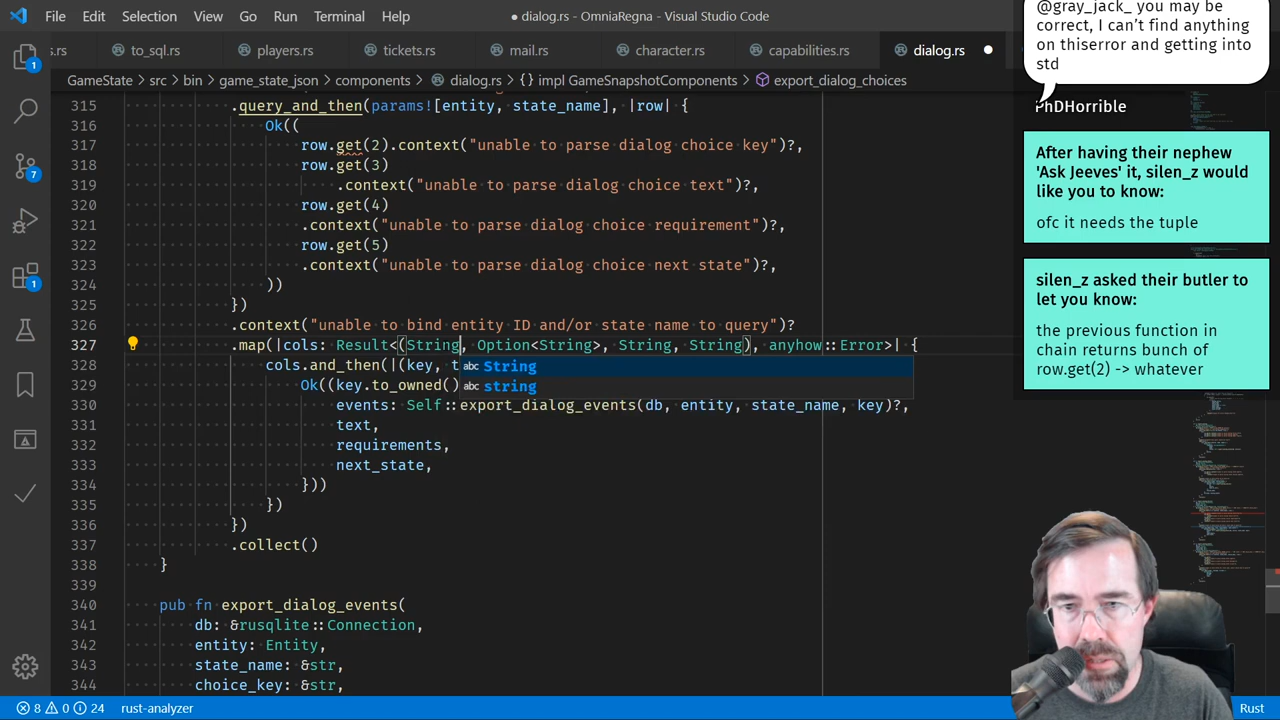 File Edit Selection View Go Run Terminal Help
● dialog.rs - OmniaRegna - Visual Studio Code
s.rs to_sql.rs players.rs tickets.rs mail.rs character.rs capabilities.rs dialog.rs ●
GameState > src > bin > game_state_json > components > dialog.rs > {} impl GameSnapshotComponents > export_dialog_choices
315 .query_and_then(params![entity, state_name], |row| {
316 Ok((
317 row.get(2).context("unable to parse dialog choice key")?,
318 row.get(3)
319 .context("unable to parse dialog choice text")?,
320 row.get(4)
321 .context("unable to parse dialog choice requirement")?,
322 row.get(5)
323 .context("unable to parse dialog choice next state")?,
324 ))
325 })
326 .context("unable to bind entity ID and/or state name to query")?
327 .map(|cols: Result<(String, Option<String>, String, String), anyhow::Error>| {
328 cols.and_then(|(key, t
abc String
329 Ok((key.to_owned()
abc string
330 events: Self::export_dialog_events(db, entity, state_name, key)?,
331 text,
332 requirements,
333 next_state,
334 }))
335 })
336 })
337 .collect()
338 }
339
340 pub fn export_dialog_events(
341 db: &rusqlite::Connection,
342 entity: Entity,
343 state_name: &str,
344 choice_key: &str,
8 0 24 rust-analyzer Rust
1
7
1
@gray_jack_ you may be
correct, I can't find anything
on thiserror and getting into
std
PhDHorrible
After having their nephew
'Ask Jeeves' it, silen_z would
like you to know:
ofc it needs the tuple
silen_z asked their butler to
let you know:
the previous function in
chain returns bunch of
row.get(2) -> whatever